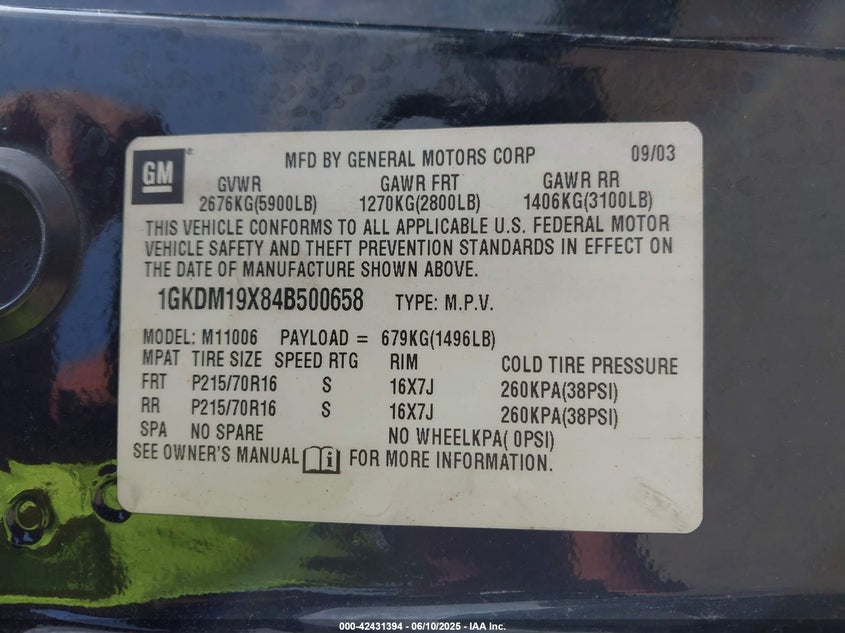 GM MFD BY GENERAL MOTORS CORP 09/03
GVWR GAWR FRT GAWR RR
2676KG(5900LB) 1270KG(2800LB) 1406KG(3100LB)
THIS VEHICLE CONFORMS TO ALL APPLICABLE U.S. FEDERAL MOTOR
VEHICLE SAFETY AND THEFT PREVENTION STANDARDS IN EFFECT ON
THE DATE OF MANUFACTURE SHOWN ABOVE.
1GKDM19X84B500658 TYPE: M.P.V.
MODEL: M11006 PAYLOAD = 679KG(1496LB)
MPAT TIRE SIZE SPEED RTG RIM COLD TIRE PRESSURE
FRT P215/70R16 S 16X7J 260KPA(38PSI)
RR P215/70R16 S 16X7J 260KPA(38PSI)
SPA NO SPARE NO WHEELKPA( 0PSI)
SEE OWNER'S MANUAL i FOR MORE INFORMATION.
000-42431394 - 06/10/2025 - IAA Inc.